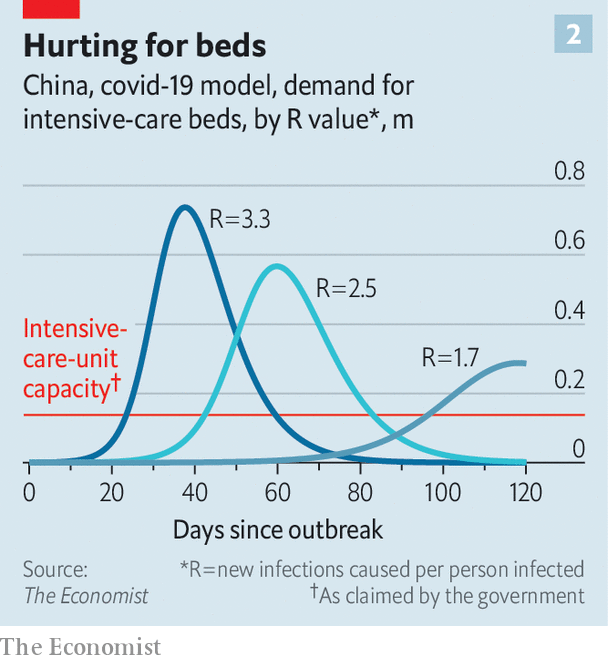 Hurting for beds
2
China, covid-19 model, demand for
intensive-care beds, by R value*, m
0.8
R=3.3
0.6
R=2.5
0.4
Intensive-
care-unit
capacity†
R=1.7
0.2
0
0 20 40 60 80 100 120
Days since outbreak
Source:
The Economist
*R=new infections caused per person infected
†As claimed by the government
The Economist